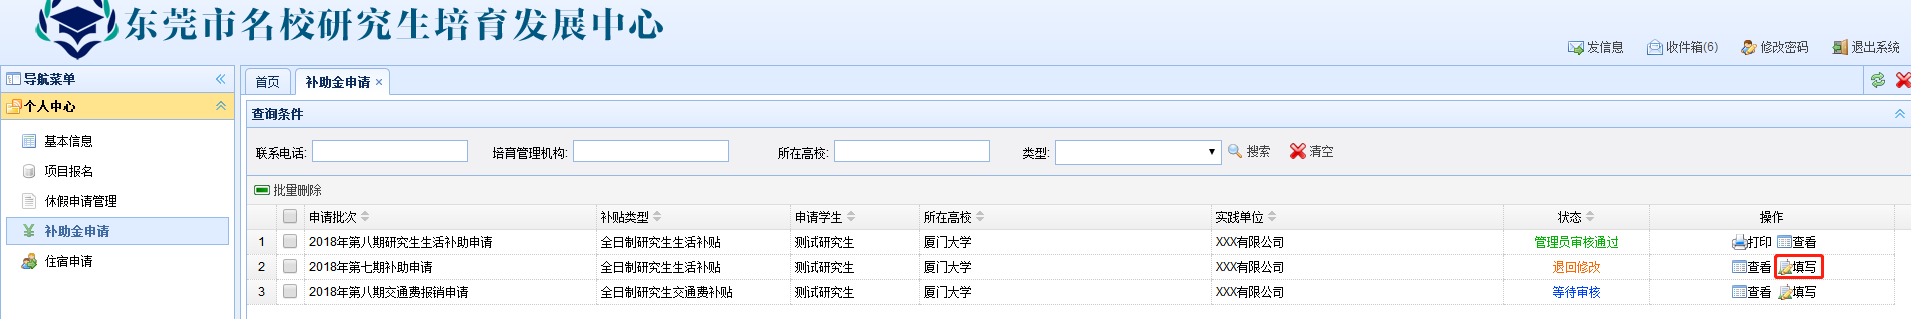 东莞市名校研究生培育发展中心
发信息 收件箱(6) 修改密码 退出系统
导航菜单
首页 补助金申请
个人中心
查询条件
基本信息
联系电话: 培育管理机构: 所在高校: 类型: 搜索 清空
项目报名
批量删除
休假申请管理
申请批次 补贴类型 申请学生 所在高校 实践单位 状态 操作
补助金申请
1 2018年第八期研究生生活补助申请 全日制研究生生活补贴 测试研究生 厦门大学 XXX有限公司 管理员审核通过 打印 查看
住宿申请
2 2018年第七期补助申请 全日制研究生生活补贴 测试研究生 厦门大学 XXX有限公司 退回修改 查看 填写
3 2018年第八期交通费报销申请 全日制研究生交通费补贴 测试研究生 厦门大学 XXX有限公司 等待审核 查看 填写